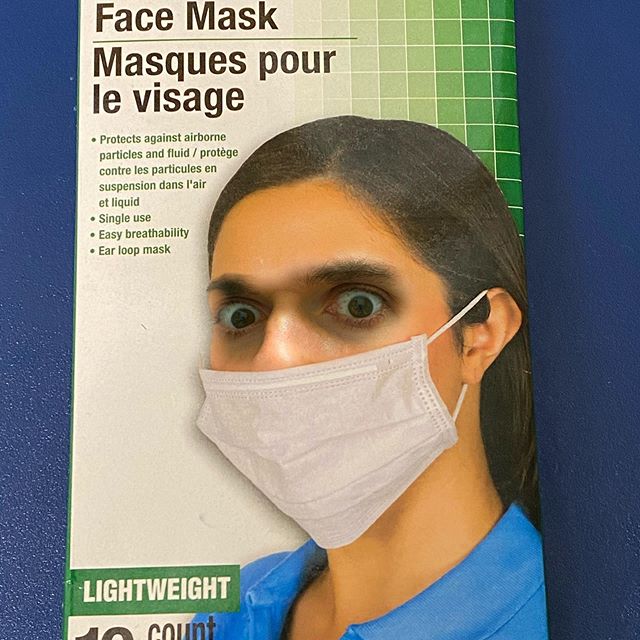 Face Mask
Masques pour
le visage
• Protects against airborne
particles and fluid / protège
contre les particules en
suspension dans l'air
et liquid
• Single use
• Easy breathability
• Ear loop mask
LIGHTWEIGHT
count